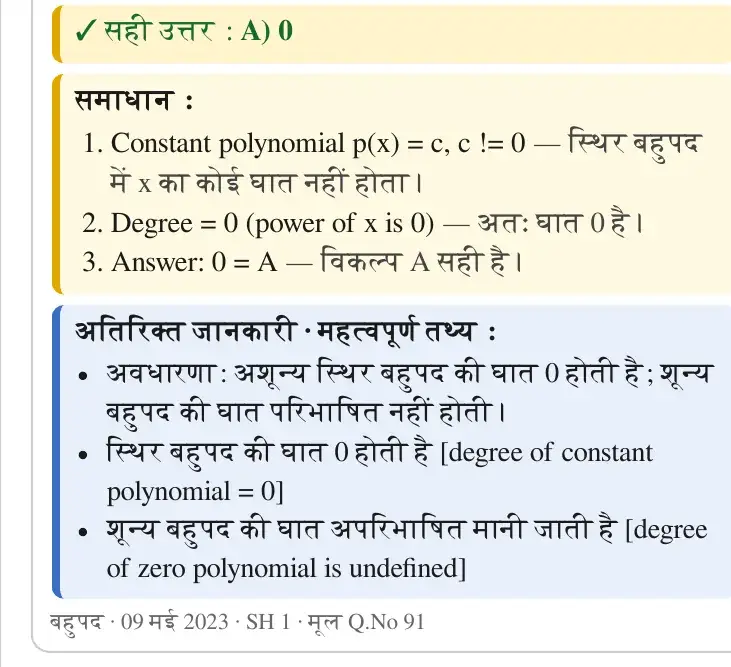 ✓ सही उत्तर : A) 0
समाधान :
1. Constant polynomial p(x) = c, c != 0 — स्थिर बहुपद
में x का कोई घात नहीं होता।
2. Degree = 0 (power of x is 0) — अतः घात 0 है।
3. Answer: 0 = A — विकल्प A सही है।
अतिरिक्त जानकारी · महत्वपूर्ण तथ्य :
• अवधारणा : अशून्य स्थिर बहुपद की घात 0 होती है ; शून्य
बहुपद की घात परिभाषित नहीं होती।
• स्थिर बहुपद की घात 0 होती है [degree of constant
polynomial = 0]
• शून्य बहुपद की घात अपरिभाषित मानी जाती है [degree
of zero polynomial is undefined]
बहुपद · 09 मई 2023 · SH 1 · मूल Q.No 91